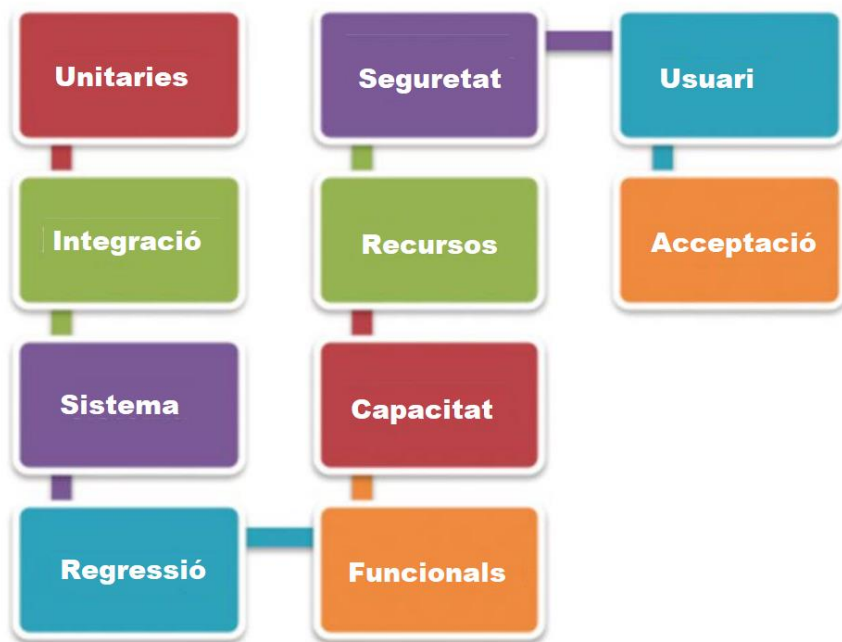 Unitaries
Integració
Sistema
Regressió
Funcionals
Capacitat
Recursos
Seguretat
Usuari
Acceptació